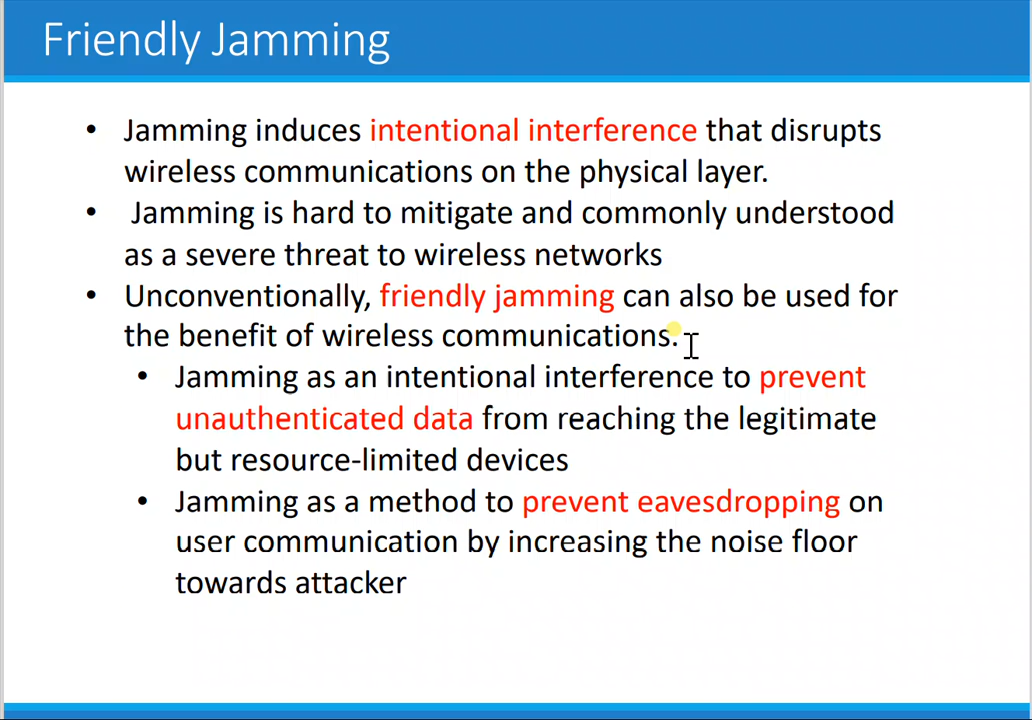 Friendly Jamming
• Jamming induces intentional interference that disrupts
wireless communications on the physical layer.
• Jamming is hard to mitigate and commonly understood
as a severe threat to wireless networks
• Unconventionally, friendly jamming can also be used for
the benefit of wireless communications.
• Jamming as an intentional interference to prevent
unauthenticated data from reaching the legitimate
but resource-limited devices
• Jamming as a method to prevent eavesdropping on
user communication by increasing the noise floor
towards attacker